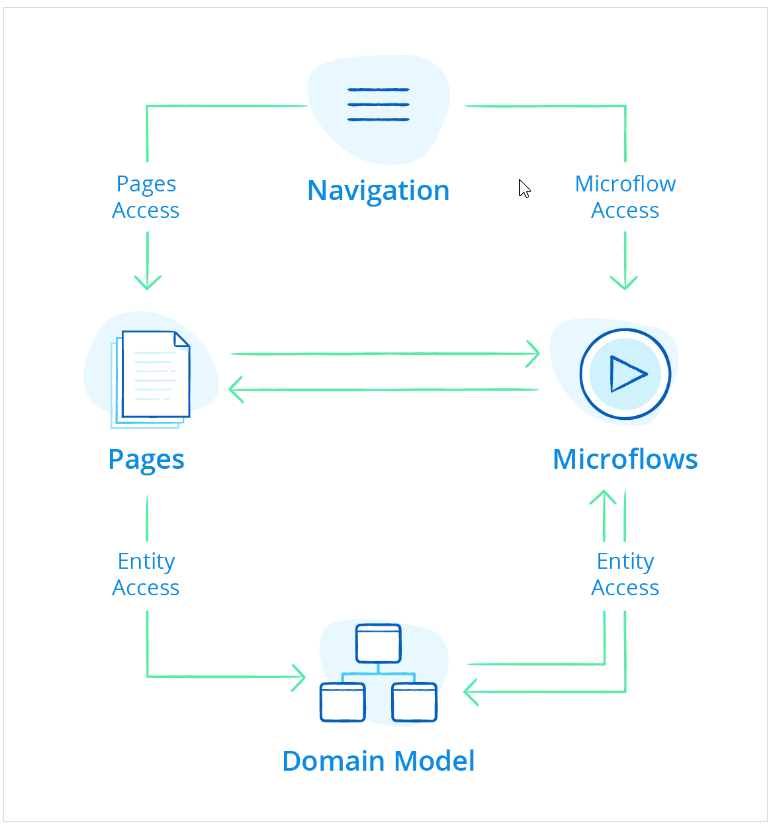 Navigation
Pages
Access
Microflow
Access
Pages
Microflows
Entity
Access
Entity
Access
Domain Model